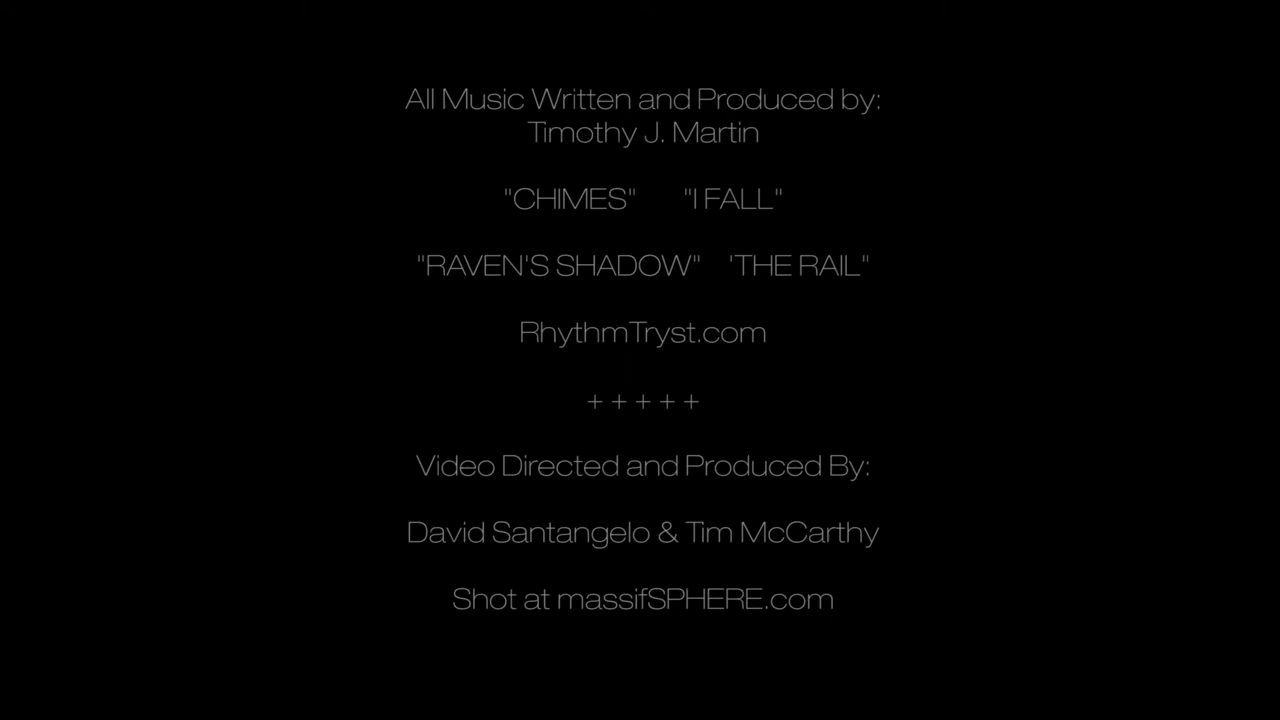 All Music Written and Produced by:
Timothy J. Martin
"CHIMES" "I FALL"
"RAVEN'S SHADOW" 'THE RAIL"
RhythmTryst.com
+ + + + +
Video Directed and Produced By:
David Santangelo & Tim McCarthy
Shot at massifSPHERE.com